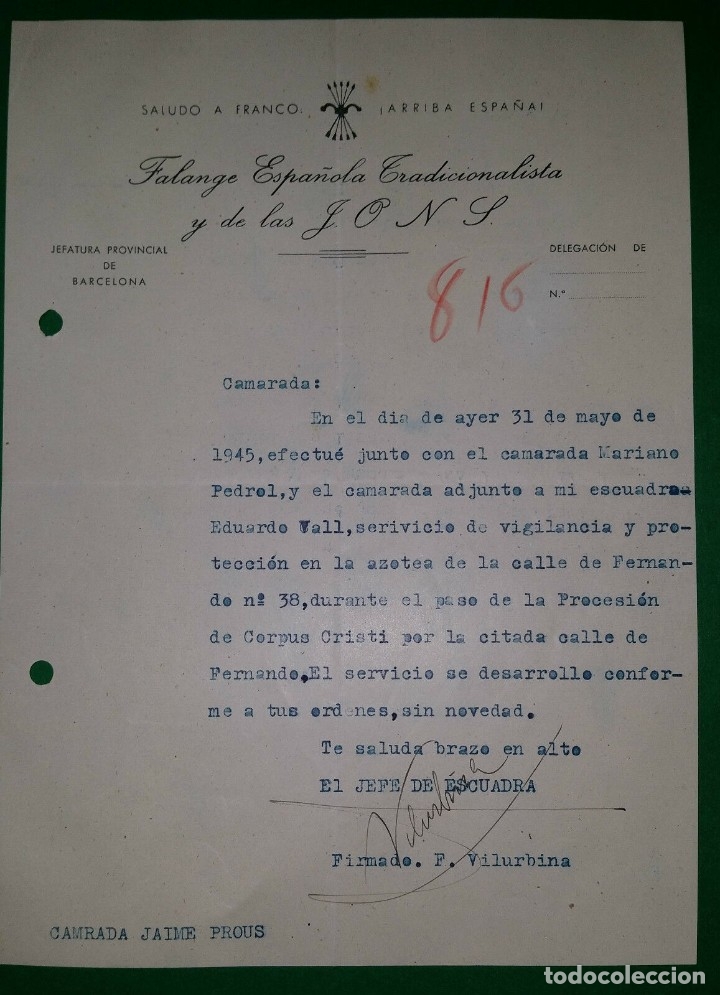 SALUDO A FRANCO. ¡ARRIBA ESPAÑA!
Falange Española Tradicionalista
y de las J. O N S.
JEFATURA PROVINCIAL
DE
BARCELONA
DELEGACIÓN DE
N.º
816
Camarada:
En el dia de ayer 31 de mayo de
1945,efectué junto con el camarada Mariano
Pedrol,y el camarada adjunto a mi escuadra
Eduardo Wall,serivicio de vigilancia y pro-
tección en la azotea de la calle de Fernan-
do nº 38,durante el paso de la Procesión
de Corpus Cristi por la citada calle de
Fernando.El servicio se desarrollo confor-
me a tus ordenes,sin novedad.
Te saluda brazo en alto
El JEFE DE ESCUADRA
Vilurbina
Firmado. F. Vilurbina
CAMRADA JAIME PROUS
todocoleccion